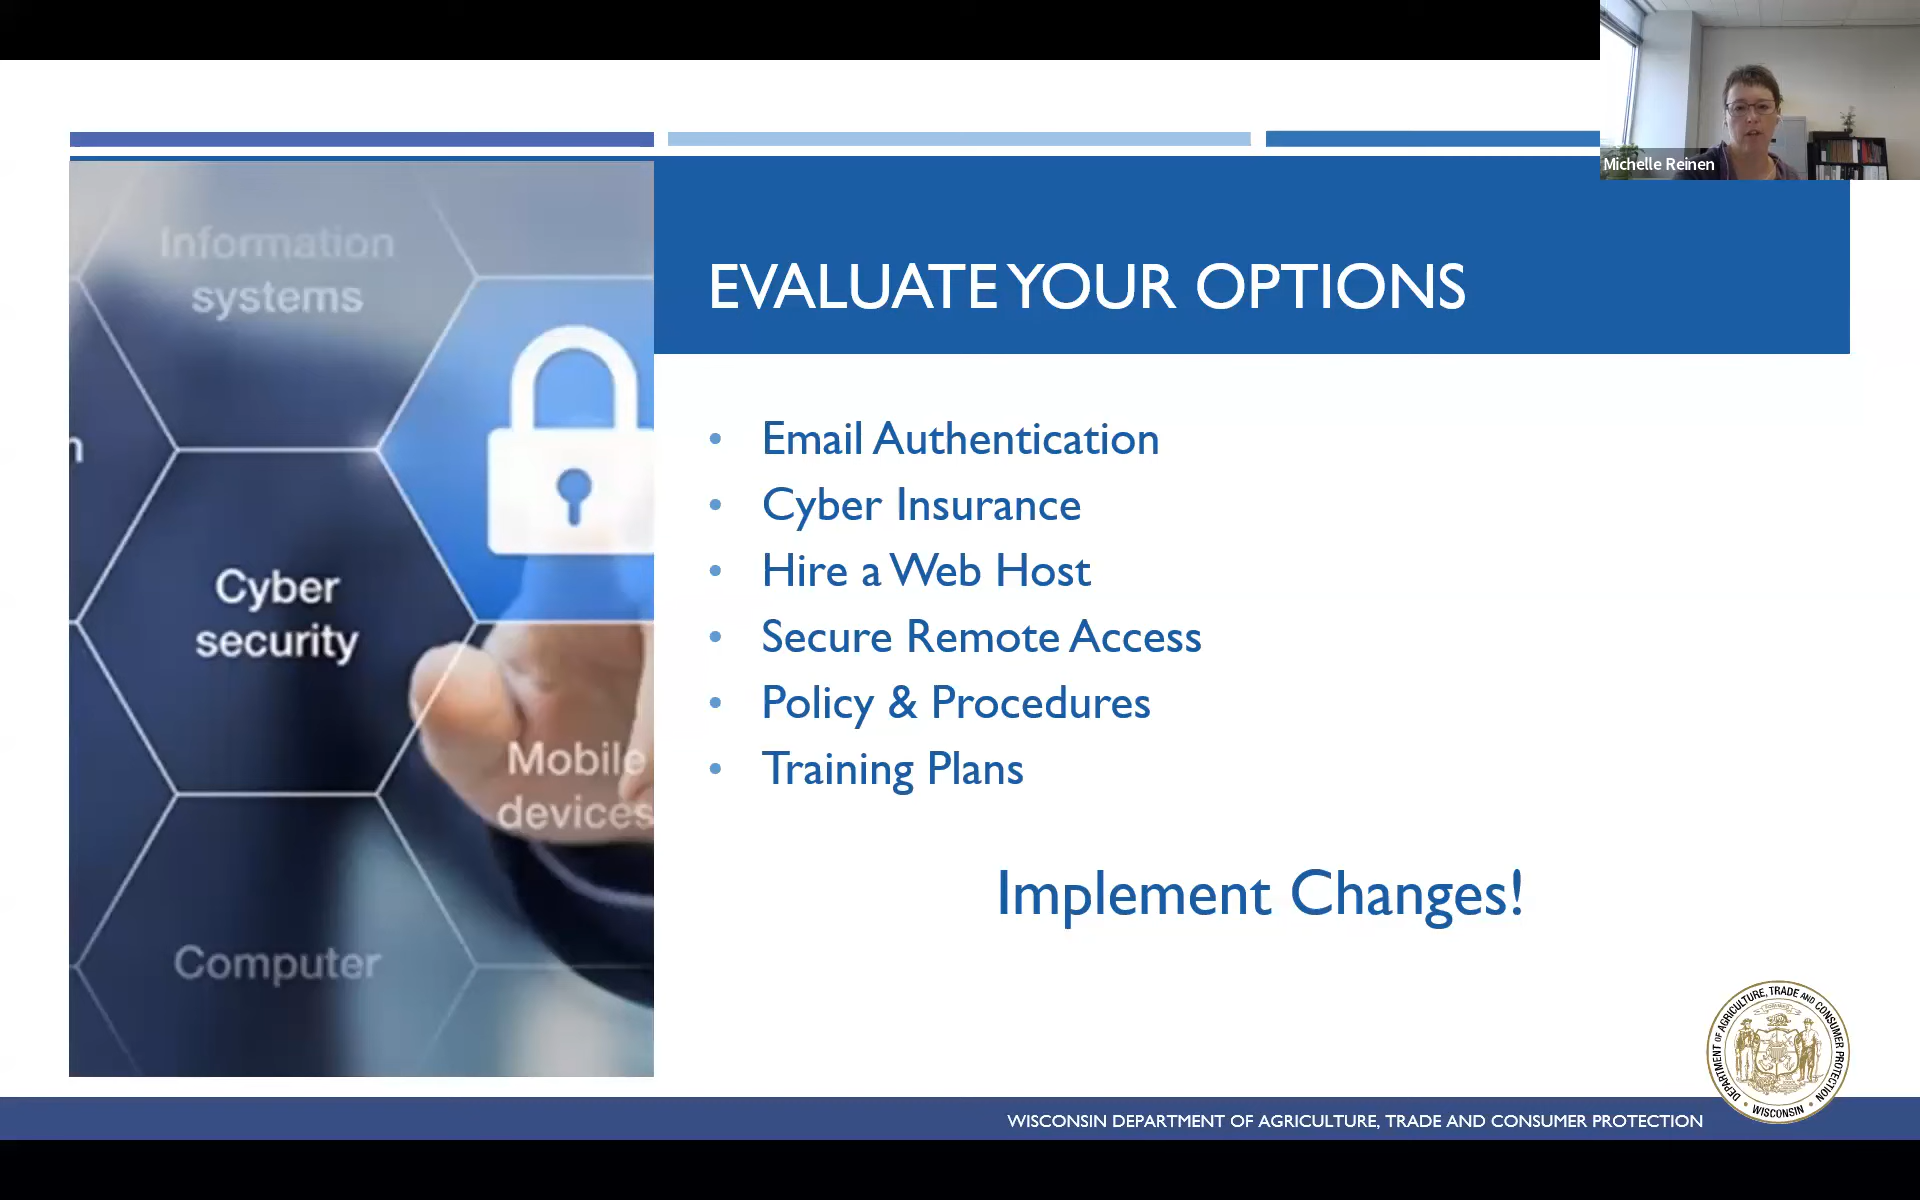 Michelle Reinen
EVALUATE YOUR OPTIONS
Information
systems
n
Cyber
security
Mobile
devices
Computer
• Email Authentication
• Cyber Insurance
• Hire a Web Host
• Secure Remote Access
• Policy & Procedures
• Training Plans
Implement Changes!
DEPARTMENT OF AGRICULTURE, TRADE AND CONSUMER PROTECTION
• WISCONSIN •
WISCONSIN DEPARTMENT OF AGRICULTURE, TRADE AND CONSUMER PROTECTION